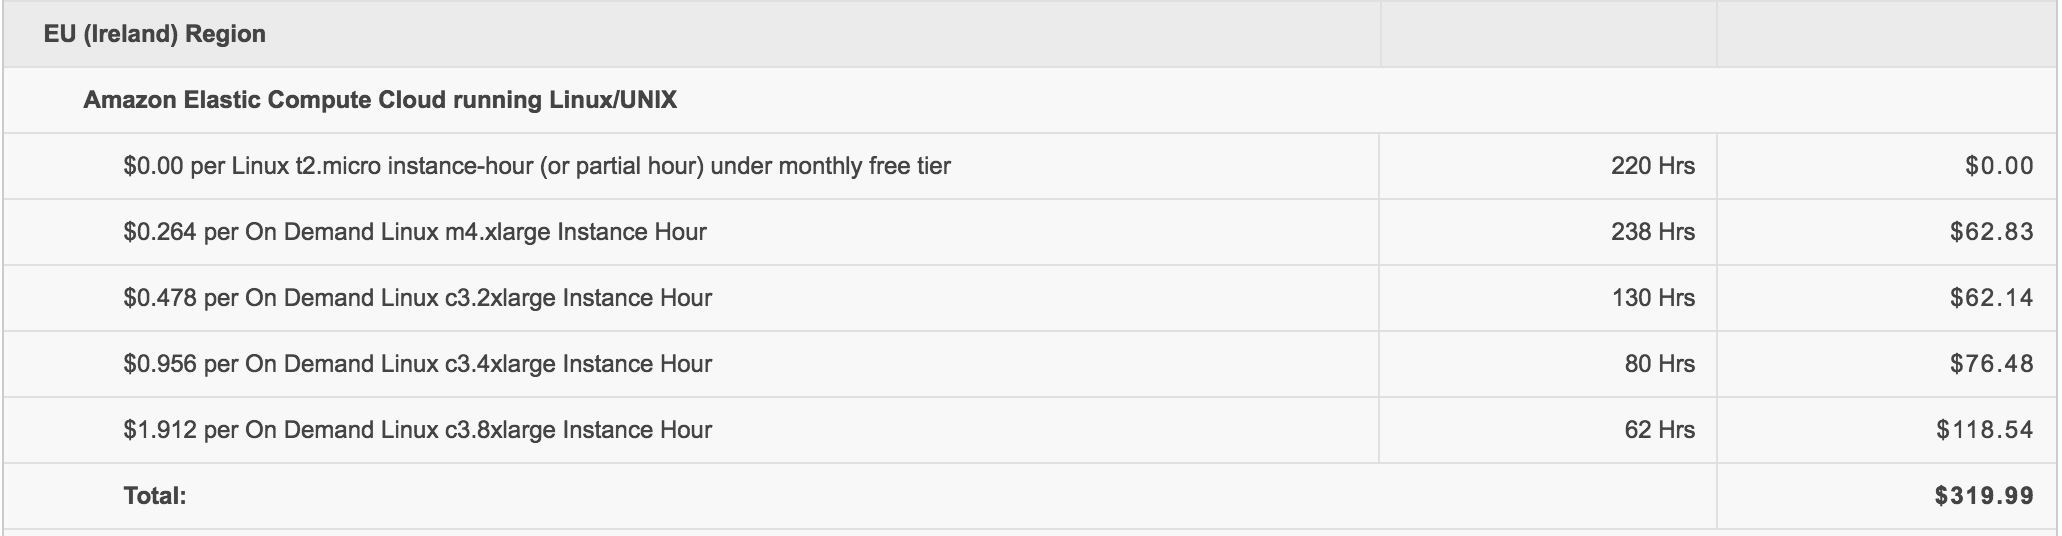 EU (Ireland) Region
Amazon Elastic Compute Cloud running Linux/UNIX
$0.00 per Linux t2.micro instance-hour (or partial hour) under monthly free tier 220 Hrs $0.00
$0.264 per On Demand Linux m4.xlarge Instance Hour 238 Hrs $62.83
$0.478 per On Demand Linux c3.2xlarge Instance Hour 130 Hrs $62.14
$0.956 per On Demand Linux c3.4xlarge Instance Hour 80 Hrs $76.48
$1.912 per On Demand Linux c3.8xlarge Instance Hour 62 Hrs $118.54
Total: $319.99